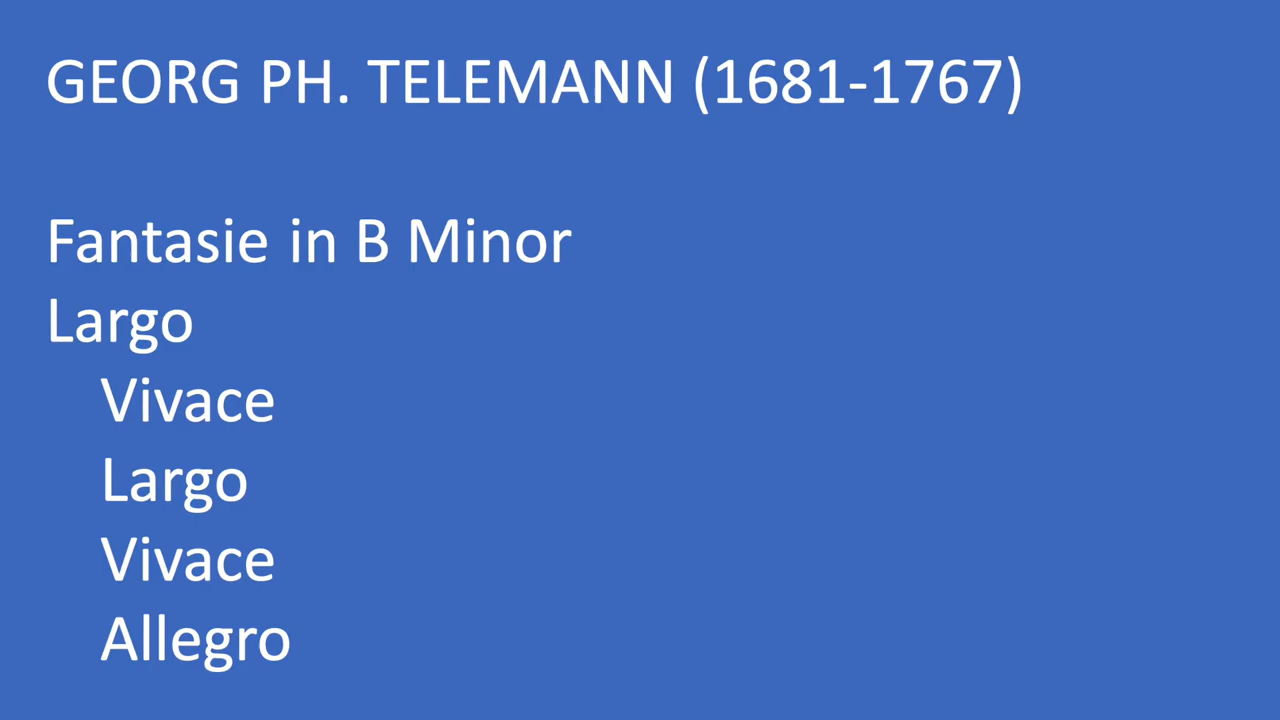 GEORG PH. TELEMANN (1681-1767)
Fantasie in B Minor
Largo
Vivace
Largo
Vivace
Allegro